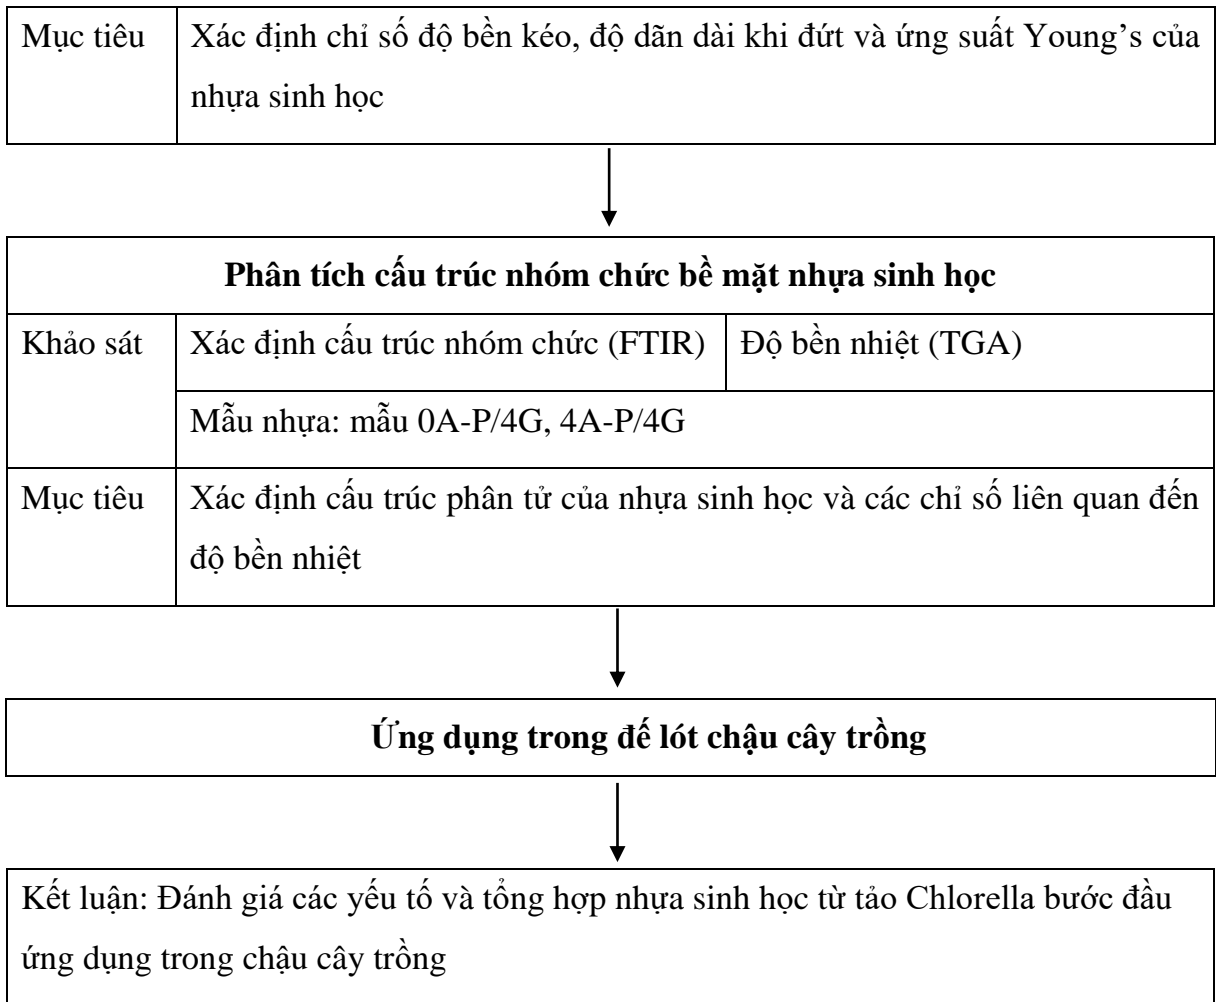 Mục tiêu
Xác định chỉ số độ bền kéo, độ dãn dài khi đứt và ứng suất Young’s của
nhựa sinh học
Phân tích cấu trúc nhóm chức bề mặt nhựa sinh học
Khảo sát
Xác định cấu trúc nhóm chức (FTIR)
Độ bền nhiệt (TGA)
Mẫu nhựa: mẫu 0A-P/4G, 4A-P/4G
Mục tiêu
Xác định cấu trúc phân tử của nhựa sinh học và các chỉ số liên quan đến
độ bền nhiệt
Ứng dụng trong đế lót chậu cây trồng
Kết luận: Đánh giá các yếu tố và tổng hợp nhựa sinh học từ tảo Chlorella bước đầu
ứng dụng trong chậu cây trồng